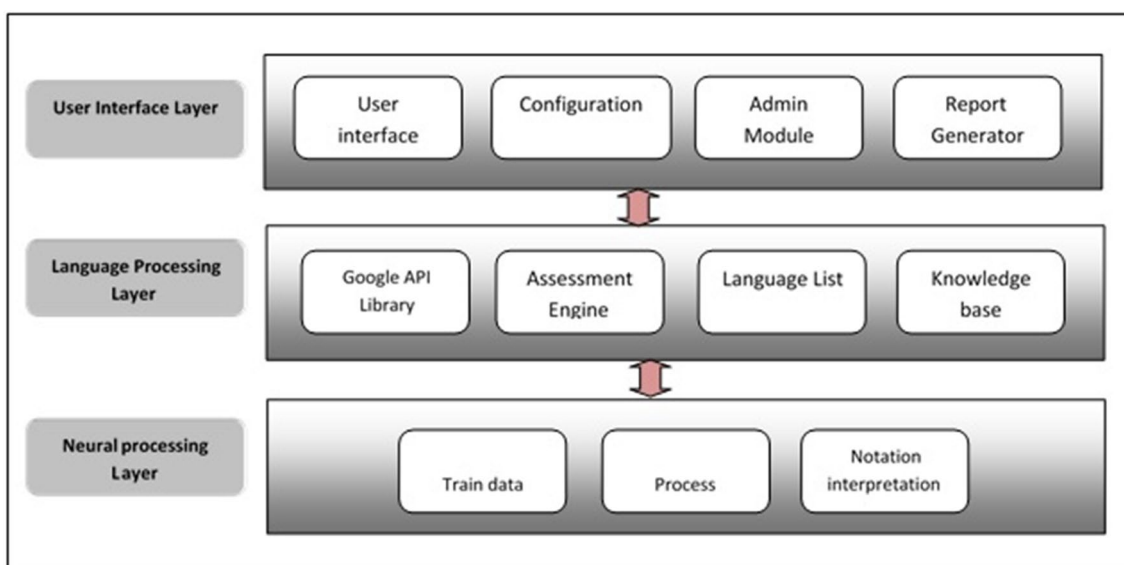 User Interface Layer
User
interface
Configuration
Admin
Module
Report
Generator
Language Processing
Layer
Google API
Library
Assessment
Engine
Language List
Knowledge
base
Neural processing
Layer
Train data
Process
Notation
interpretation